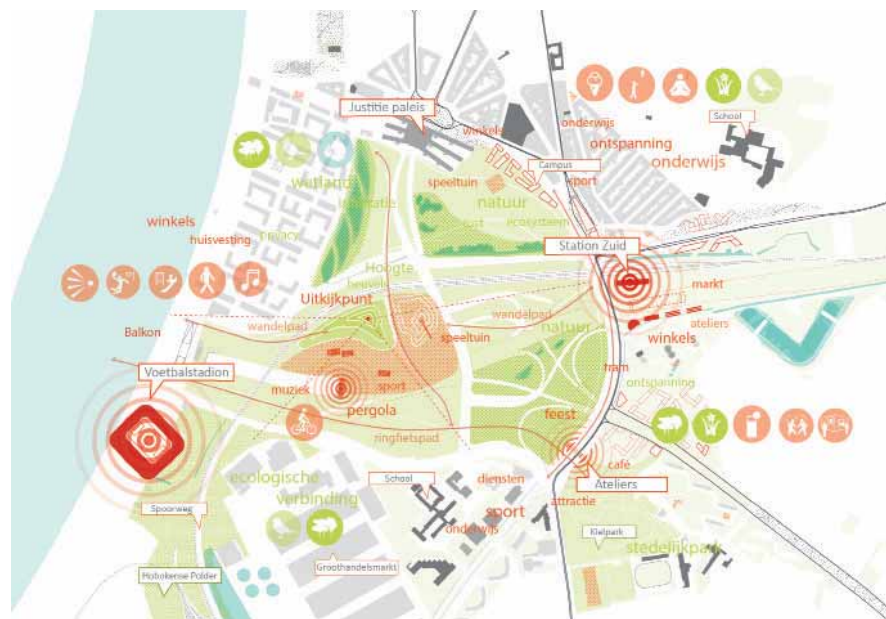 Justitie paleis
winkels
onderwijs
School
ontspanning
onderwijs
Campus
sport
wetland
speeltuin
natuur
rust
ecosysteem
winkels
huisvesting
privacy
Station Zuid
Hoogte
heuvels
markt
Uitkijkpunt
Balkon
wandelpad
wandelpad
natuur
ateliers
speeltuin
winkels
Voetbalstadion
tram
muziek
sport
ontspanning
pergola
feest
ringfietspad
café
ecologische
verbinding
School
diensten
Ateliers
attractie
sport
Spoorweg
onderwijs
Kielpark
stedelijkpark
Groothandelsmarkt
Hobokense Polder